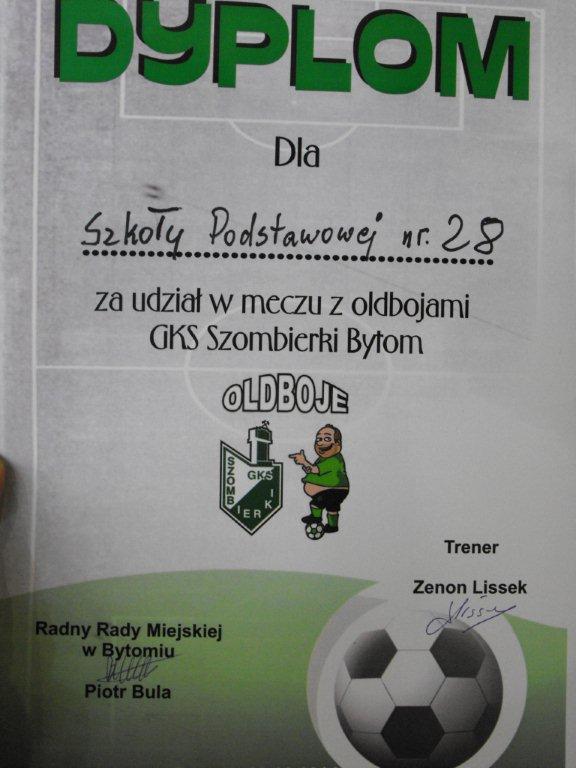 DYPLOM
Dla
Szkoły Podstawowej nr. 28
za udział w meczu z oldbojami
GKS Szombierki Bytom
OLDBOJE
GKS
SZOMBIERKI
Trener
Zenon Lissek
Lissek
Radny Rady Miejskiej
w Bytomiu
Piotr Bula